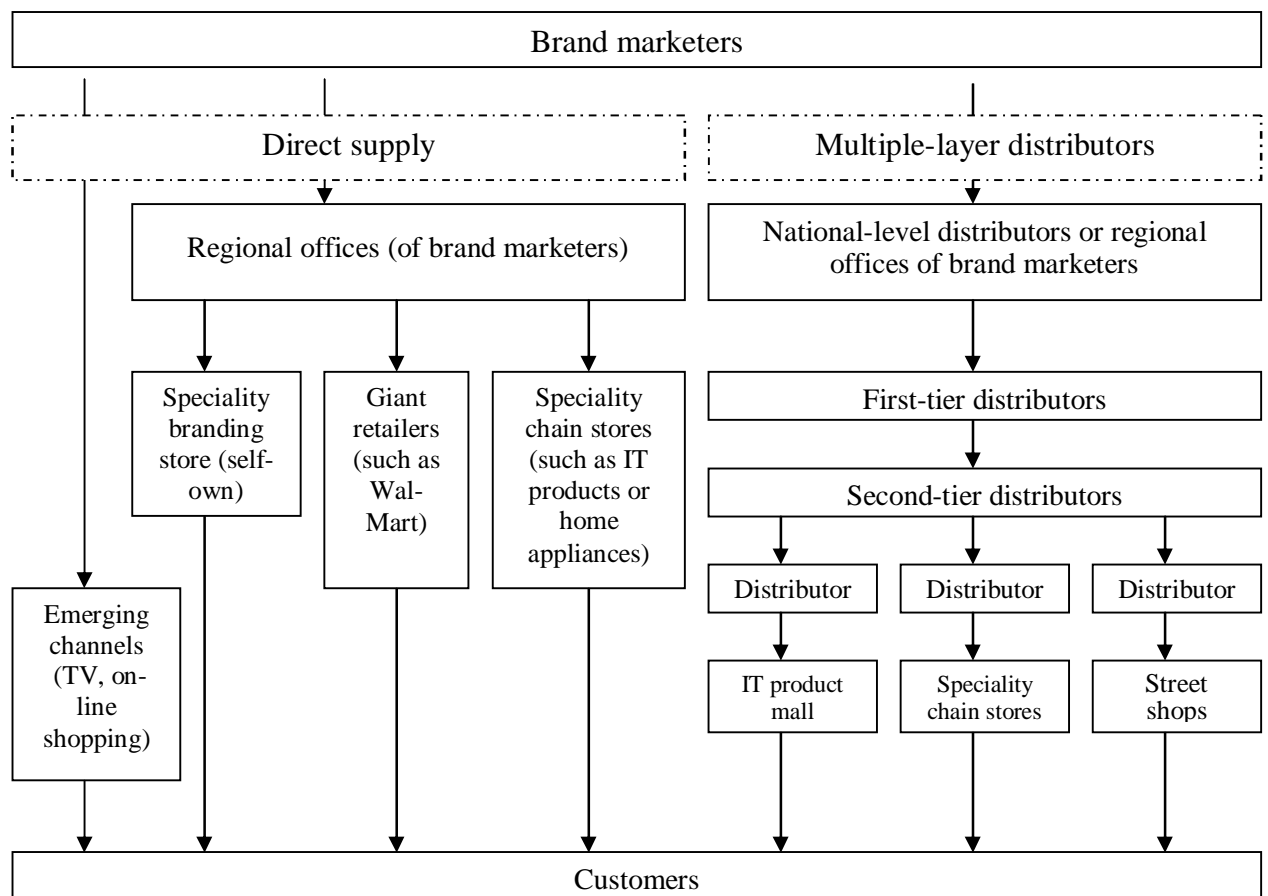 Brand marketers
Direct supply
Multiple-layer distributors
Regional offices (of brand marketers)
National-level distributors or regional
offices of brand marketers
Speciality
branding
store (self-
own)
Giant
retailers
(such as
Wal-
Mart)
Speciality
chain stores
(such as IT
products or
home
appliances)
First-tier distributors
Second-tier distributors
Distributor
Distributor
Distributor
Emerging
channels
(TV, on-
line
shopping)
IT product
mall
Speciality
chain stores
Street
shops
Customers